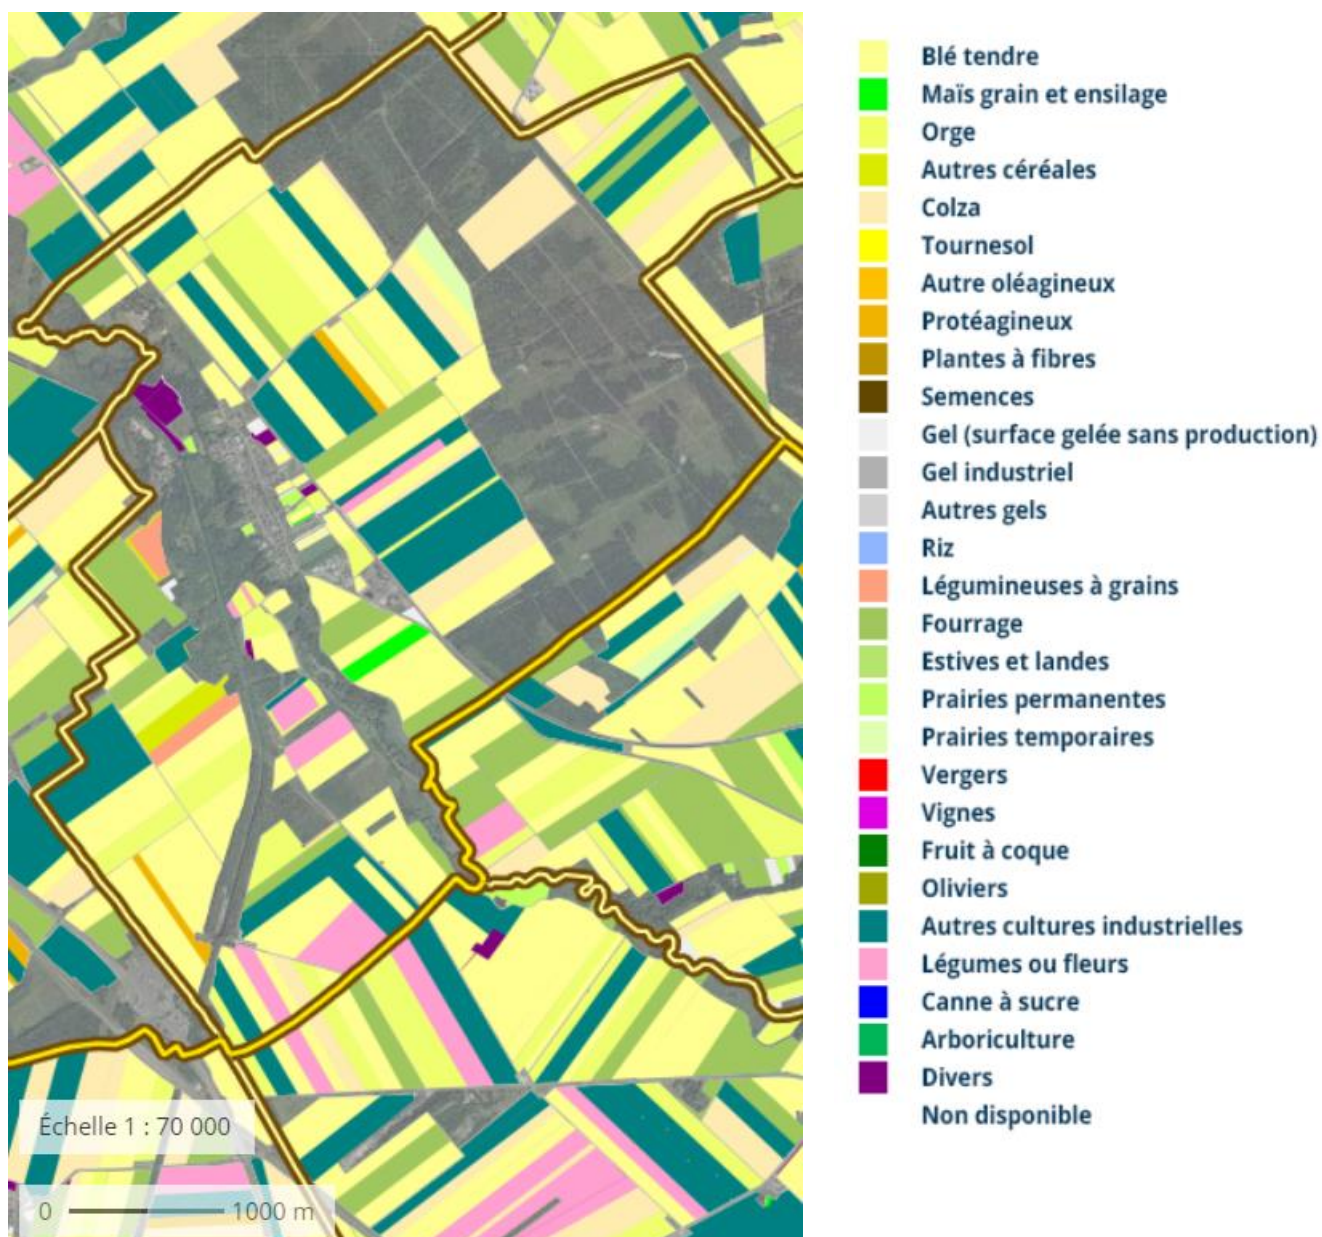 Blé tendre
Maïs grain et ensilage
Orge
Autres céréales
Colza
Tournesol
Autre oléagineux
Protéagineux
Plantes à fibres
Semences
Gel (surface gelée sans production)
Gel industriel
Autres gels
Riz
Légumineuses à grains
Fourrage
Estives et landes
Prairies permanentes
Prairies temporaires
Vergers
Vignes
Fruit à coque
Oliviers
Autres cultures industrielles
Légumes ou fleurs
Canne à sucre
Arboriculture
Divers
Non disponible
Échelle 1 : 70 000
0 1000 m